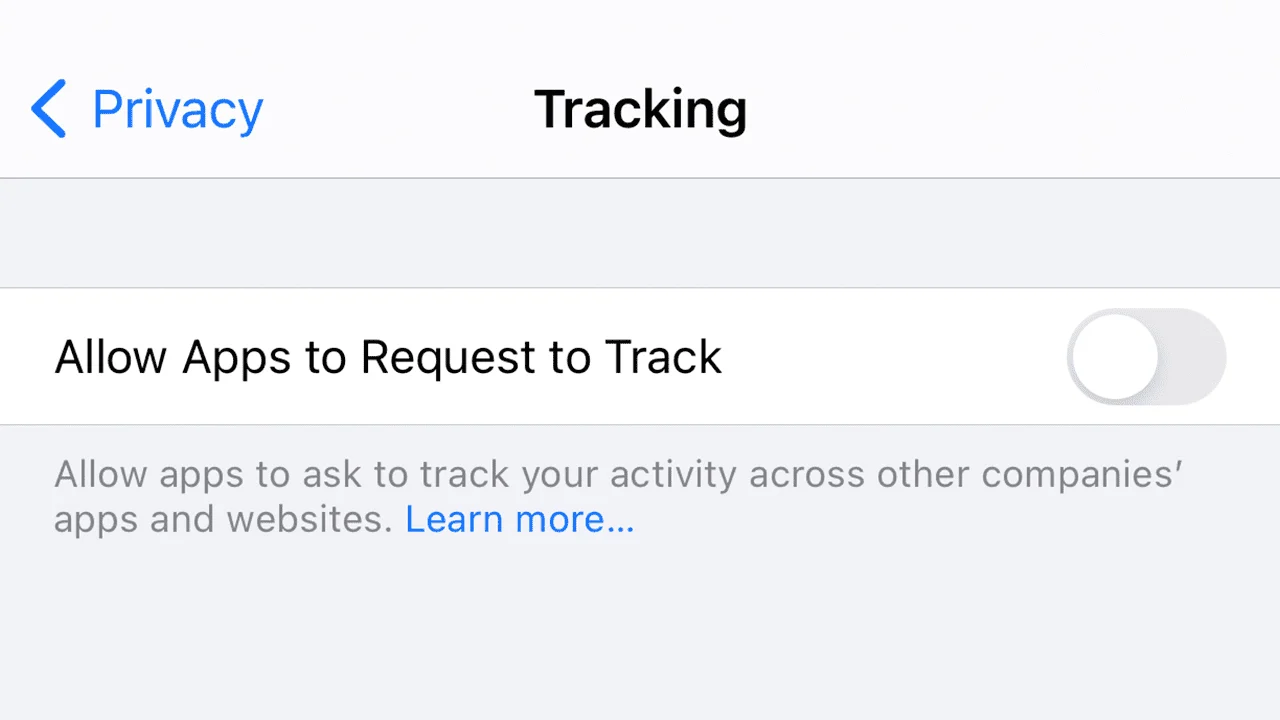 Privacy
Tracking
Allow Apps to Request to Track
Allow apps to ask to track your activity across other companies’
apps and websites. Learn more...